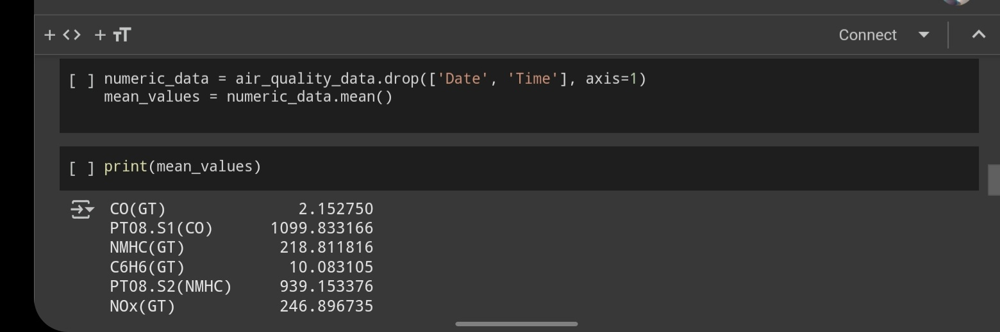 + <> + TT
Connect
[ ] numeric_data = air_quality_data.drop(['Date', 'Time'], axis=1)
mean_values = numeric_data.mean()
[ ] print(mean_values)
CO(GT) 2.152750
PT08.S1(CO) 1099.833166
NMHC(GT) 218.811816
C6H6(GT) 10.083105
PT08.S2(NMHC) 939.153376
NOx(GT) 246.896735